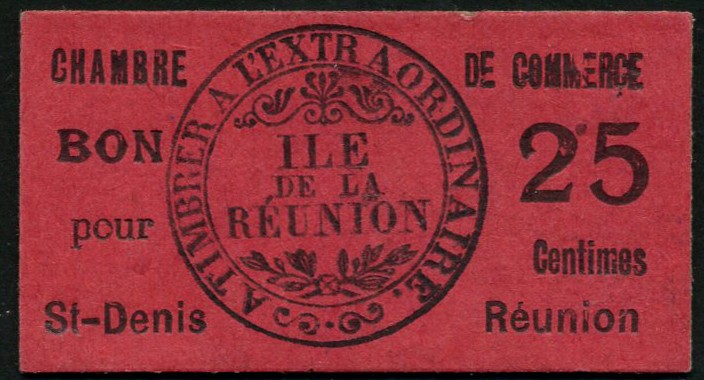 CHAMBRE DE COMMERCE
BON 25
pour Centimes
St-Denis Réunion
A TIMBRER A L'EXTRAORDINAIRE.
ILE
DE LA
RÉUNION